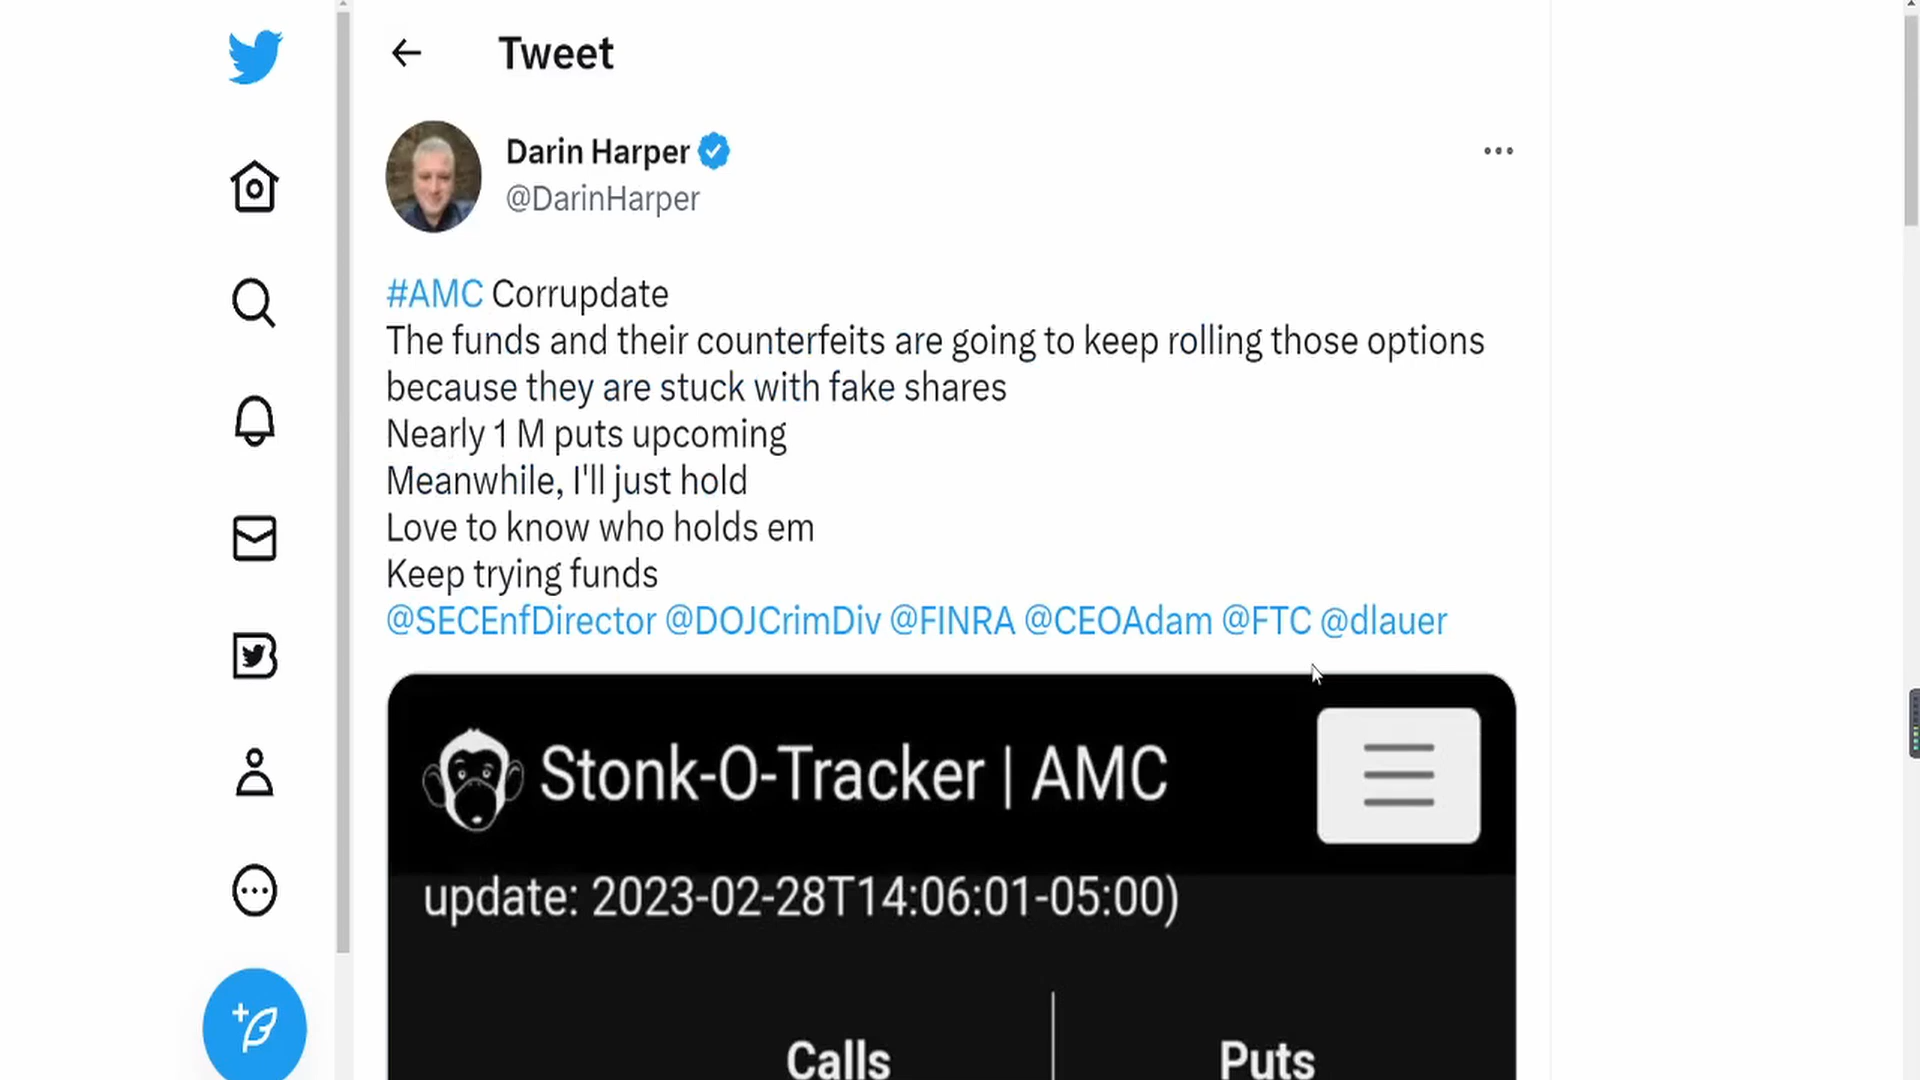 Tweet
Darin Harper
@DarinHarper
#AMC Corrupdate
The funds and their counterfeits are going to keep rolling those options
because they are stuck with fake shares
Nearly 1 M puts upcoming
Meanwhile, I'll just hold
Love to know who holds em
Keep trying funds
@SECEnfDirector @DOJCrimDiv @FINRA @CEOAdam @FTC @dlauer
Stonk-O-Tracker | AMC
update: 2023-02-28T14:06:01-05:00)
Calls
Puts